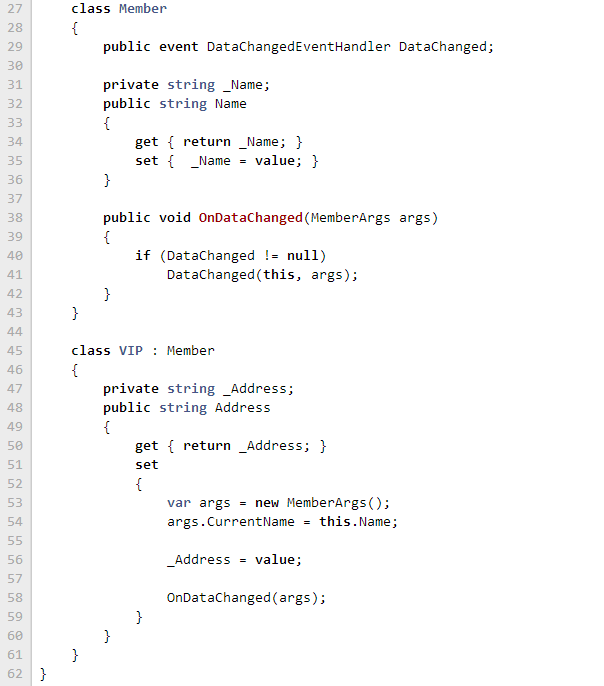 27 class Member
28 {
29 public event DataChangedEventHandler DataChanged;
30
31 private string _Name;
32 public string Name
33 {
34 get { return _Name; }
35 set {  _Name = value; }
36 }
37
38 public void OnDataChanged(MemberArgs args)
39 {
40 if (DataChanged != null)
41 DataChanged(this, args);
42 }
43 }
44
45 class VIP : Member
46 {
47 private string _Address;
48 public string Address
49 {
50 get { return _Address; }
51 set
52 {
53 var args = new MemberArgs();
54 args.CurrentName = this.Name;
55
56 _Address = value;
57
58 OnDataChanged(args);
59 }
60 }
61 }
62 }